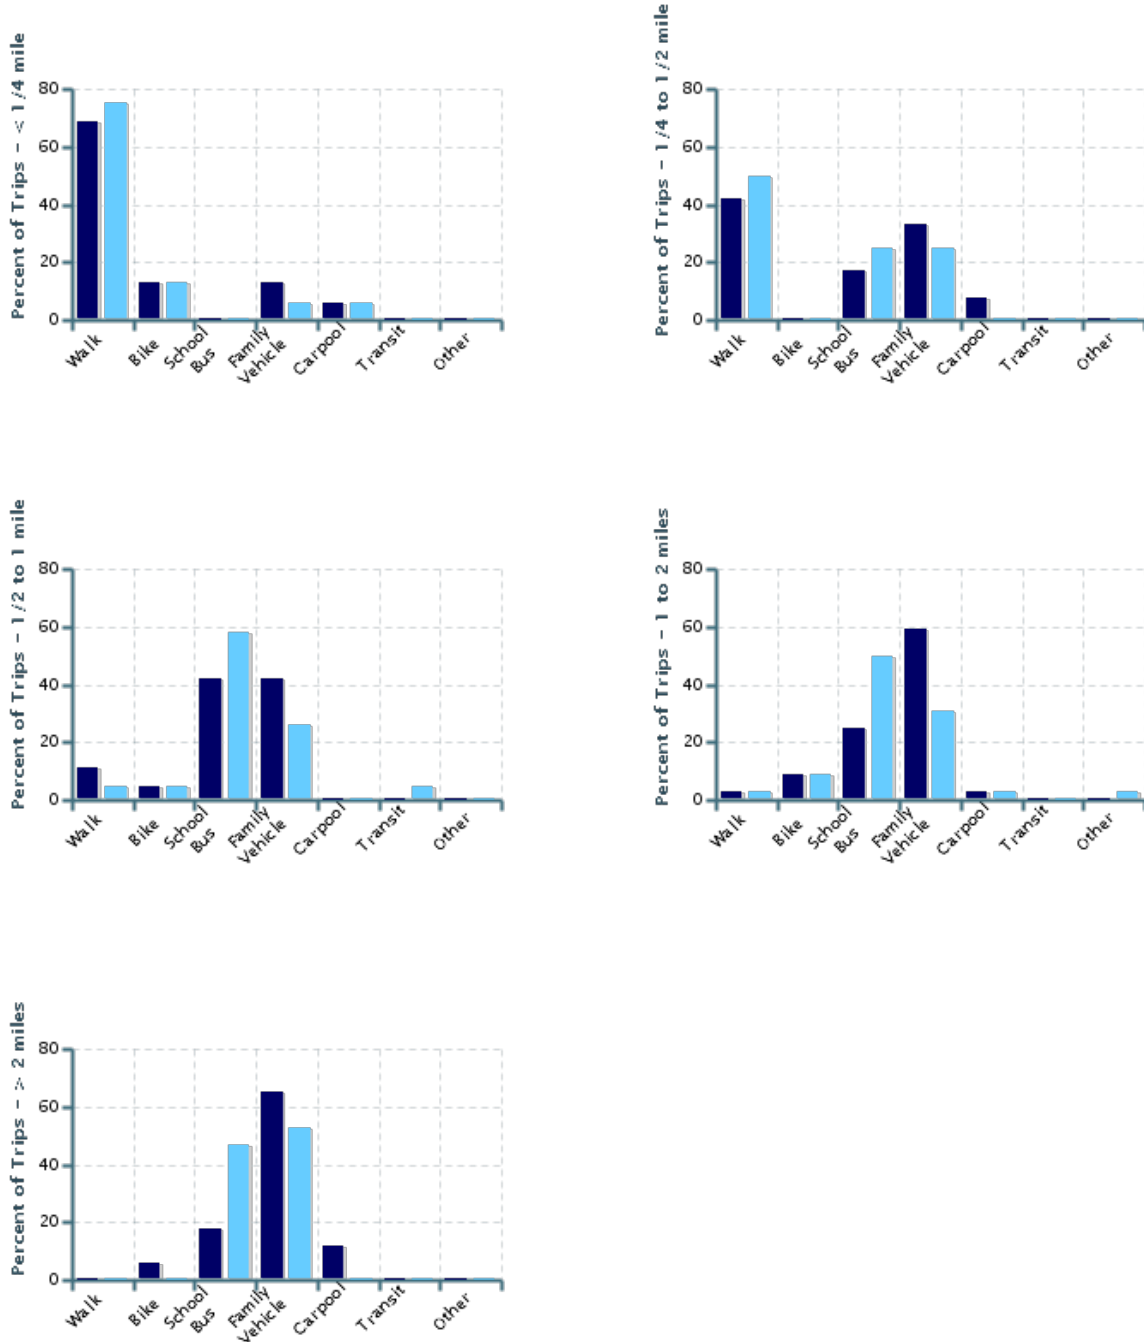 Percent of Trips - < 1/4 mile
80
60
40
20
0
Walk
Bike
School
Bus
Family
Vehicle
Carpool
Transit
Other
Percent of Trips - 1/4 to 1/2 mile
80
60
40
20
0
Walk
Bike
School
Bus
Family
Vehicle
Carpool
Transit
Other
Percent of Trips - 1/2 to 1 mile
80
60
40
20
0
Walk
Bike
School
Bus
Family
Vehicle
Carpool
Transit
Other
Percent of Trips - 1 to 2 miles
80
60
40
20
0
Walk
Bike
School
Bus
Family
Vehicle
Carpool
Transit
Other
Percent of Trips - > 2 miles
80
60
40
20
0
Walk
Bike
School
Bus
Family
Vehicle
Carpool
Transit
Other